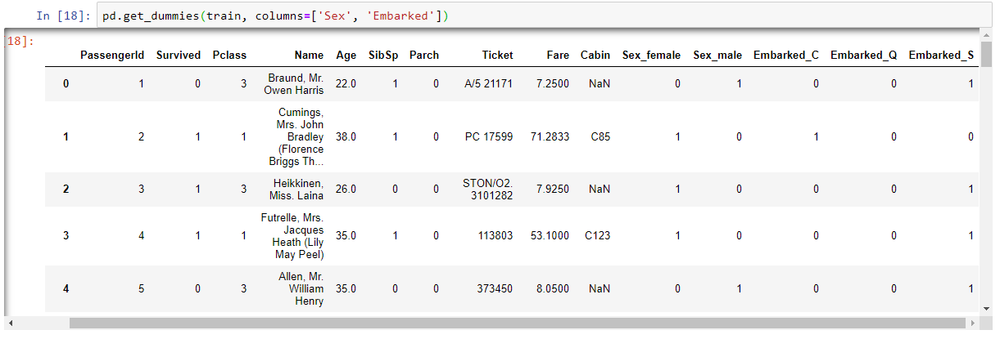 In [18]: pd.get_dummies(train, columns=['Sex', 'Embarked'])
18]:
PassengerId Survived Pclass Name Age SibSp Parch Ticket Fare Cabin Sex_female Sex_male Embarked_C Embarked_Q Embarked_S
0 1 0 3 Braund, Mr. Owen Harris 22.0 1 0 A/5 21171 7.2500 NaN 0 1 0 0 1
1 2 1 1 Cumings, Mrs. John Bradley (Florence Briggs Th... 38.0 1 0 PC 17599 71.2833 C85 1 0 1 0 0
2 3 1 3 Heikkinen, Miss. Laina 26.0 0 0 STON/O2. 3101282 7.9250 NaN 1 0 0 0 1
3 4 1 1 Futrelle, Mrs. Jacques Heath (Lily May Peel) 35.0 1 0 113803 53.1000 C123 1 0 0 0 1
4 5 0 3 Allen, Mr. William Henry 35.0 0 0 373450 8.0500 NaN 0 1 0 0 1